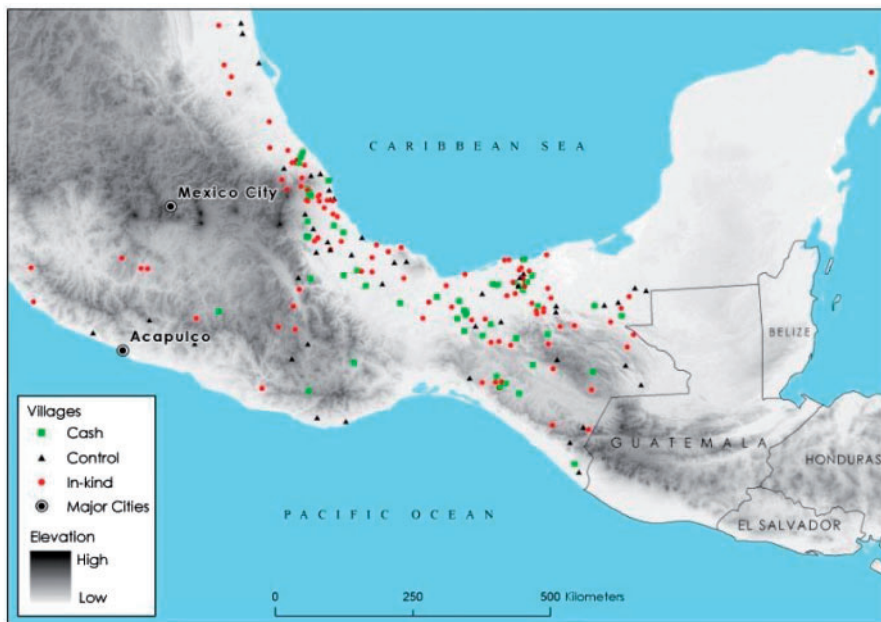 CARIBBEAN SEA
Mexico City
Acapulco
BELIZE
GUATEMALA
HONDURAS
EL SALVADOR
PACIFIC OCEAN
Villages
Cash
Control
In-kind
Major Cities
Elevation
High
Low
0 250 500 Kilometers